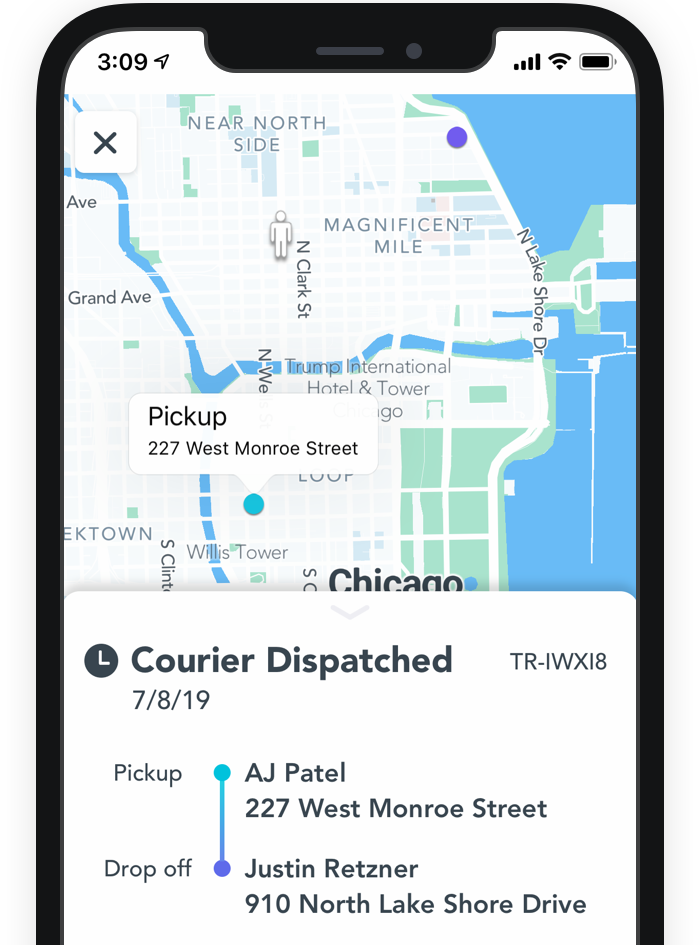 3:09
NEAR NORTH
SIDE
Ave
MAGNIFICENT
MILE
N Clark St
N Lake Shore Dr
Grand Ave
Trump International
Hotel & Tower
Chicago
N We
St
Pickup
227 West Monroe Street
LOOP
EKTOWN
Willis Tower
S Clint
S C
Chicago
Courier Dispatched
TR-IWXI8
7/8/19
Pickup
AJ Patel
227 West Monroe Street
Drop off
Justin Retzner
910 North Lake Shore Drive